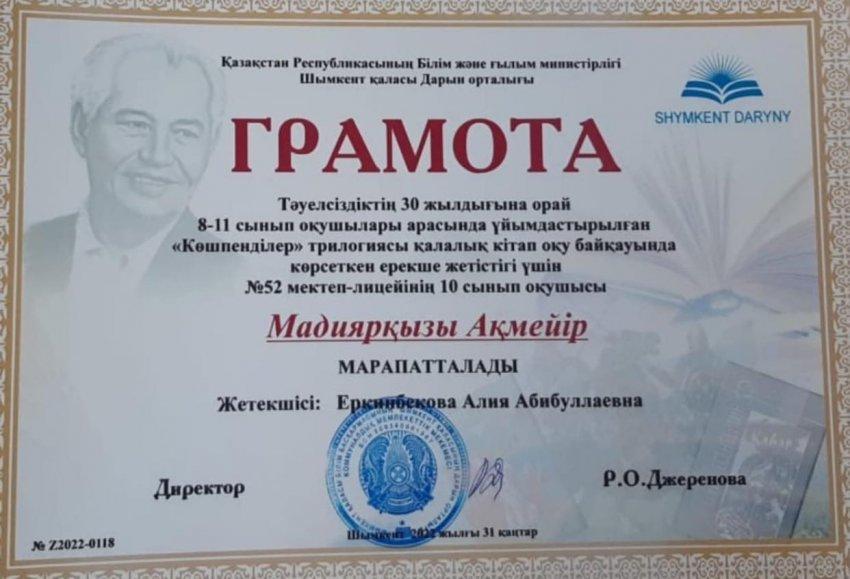 Қазақстан Республикасының Білім және ғылым министірлігі
Шымкент қаласы Дарын орталығы
SHYMKENT DARYNY
ГРАМОТА
Тәуелсіздіктің 30 жылдығына орай
8-11 сынып оқушылары арасында ұйымдастырылған
«Көшпенділер» трилогиясы қалалық кітап оқу байқауында
көрсеткен ерекше жетістігі үшін
№52 мектеп-лицейінің 10 сынып оқушысы
Мадиярқызы Ақмейір
МАРАПАТТАЛАДЫ
Жетекшісі: Еркинбекова Алия Абибуллаевна
Директор
Р.О.Джеренова
Шымкент 2022 жылғы 31 қаңтар
№ Z2022-0118